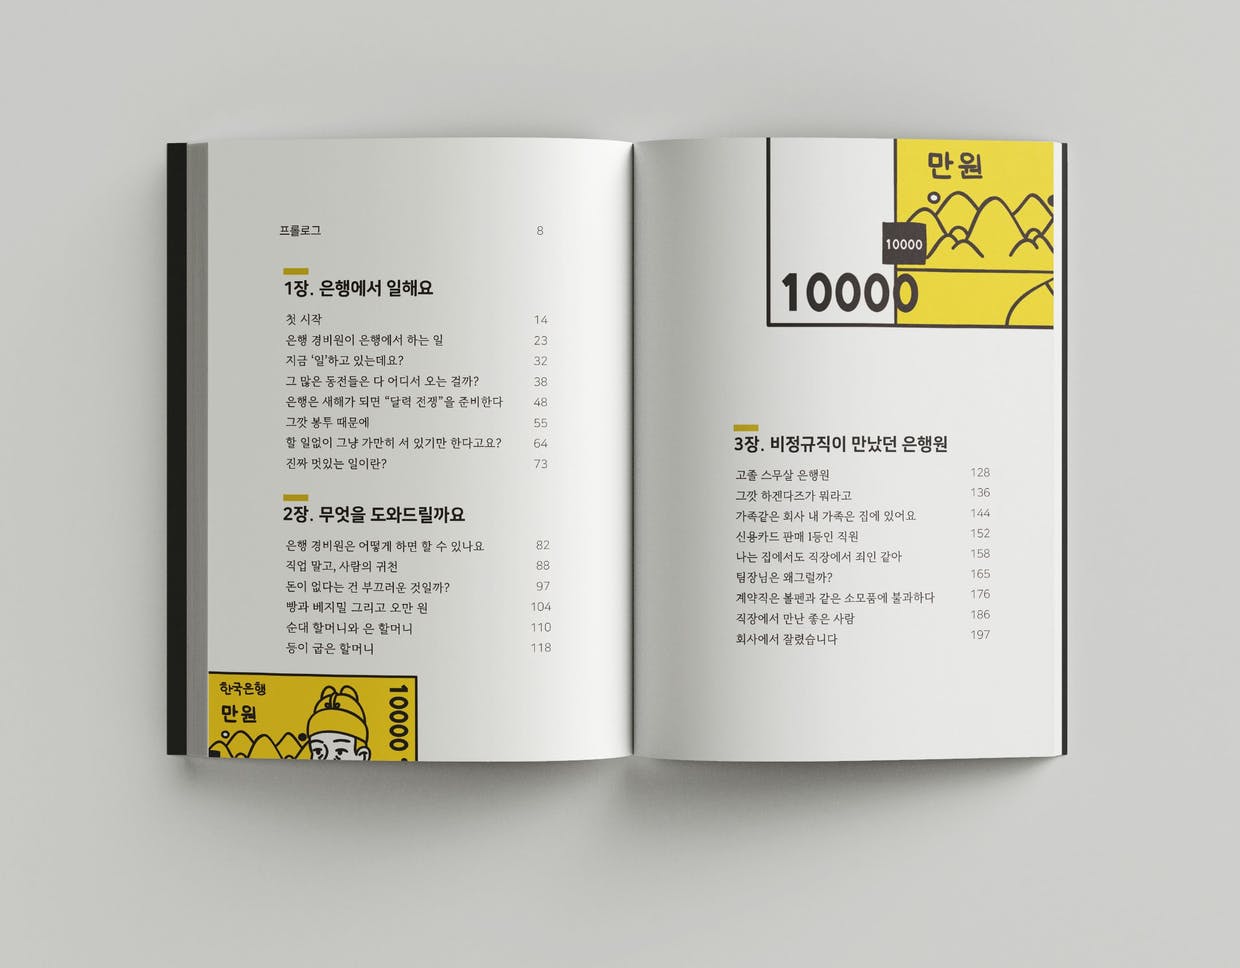 프롤로그 8
1장. 은행에서 일해요
첫 시작 14
은행 경비원이 은행에서 하는 일 23
지금 ‘일’하고 있는데요? 32
그 많은 동전들은 다 어디서 오는 걸까? 38
은행은 새해가 되면 “달력 전쟁”을 준비한다 48
그깟 봉투 때문에 55
할 일없이 그냥 가만히 서 있기만 한다고요? 64
진짜 멋있는 일이란? 73
2장. 무엇을 도와드릴까요
은행 경비원은 어떻게 하면 할 수 있나요 82
직업 말고, 사람의 귀천 88
돈이 없다는 건 부끄러운 것일까? 97
빵과 베지밀 그리고 오만 원 104
순대 할머니와 은 할머니 110
등이 굽은 할머니 118
한국은행
만원
10000
만원
10000
10000
3장. 비정규직이 만났던 은행원
고졸 스무살 은행원 128
그깟 하겐다즈가 뭐라고 136
가족같은 회사 내 가족은 집에 있어요 144
신용카드 판매 1등인 직원 152
나는 집에서도 직장에서 죄인 같아 158
팀장님은 왜그럴까? 165
계약직은 볼펜과 같은 소모품에 불과하다 176
직장에서 만난 좋은 사람 186
회사에서 잘렸습니다 197